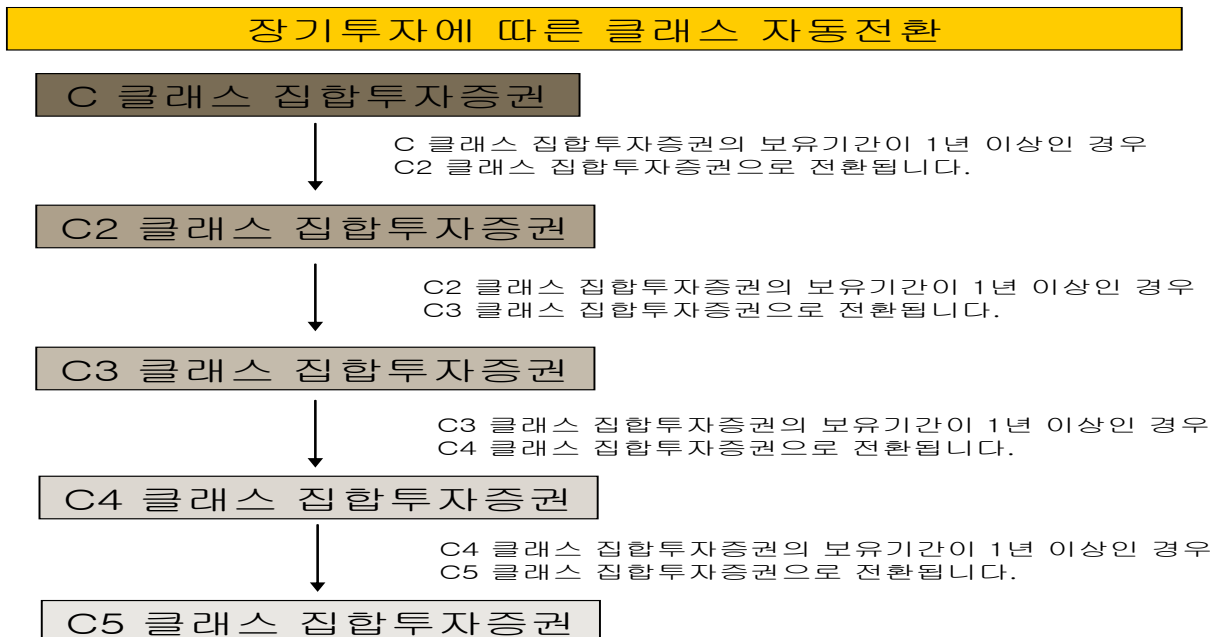 장기투자에 따른 클래스 자동전환
C 클래스 집합투자증권
C 클래스 집합투자증권의 보유기간이 1년 이상인 경우
C2 클래스 집합투자증권으로 전환됩니다.
C2 클래스 집합투자증권
C2 클래스 집합투자증권의 보유기간이 1년 이상인 경우
C3 클래스 집합투자증권으로 전환됩니다.
C3 클래스 집합투자증권
C3 클래스 집합투자증권의 보유기간이 1년 이상인 경우
C4 클래스 집합투자증권으로 전환됩니다.
C4 클래스 집합투자증권
C4 클래스 집합투자증권의 보유기간이 1년 이상인 경우
C5 클래스 집합투자증권으로 전환됩니다.
C5 클래스 집합투자증권